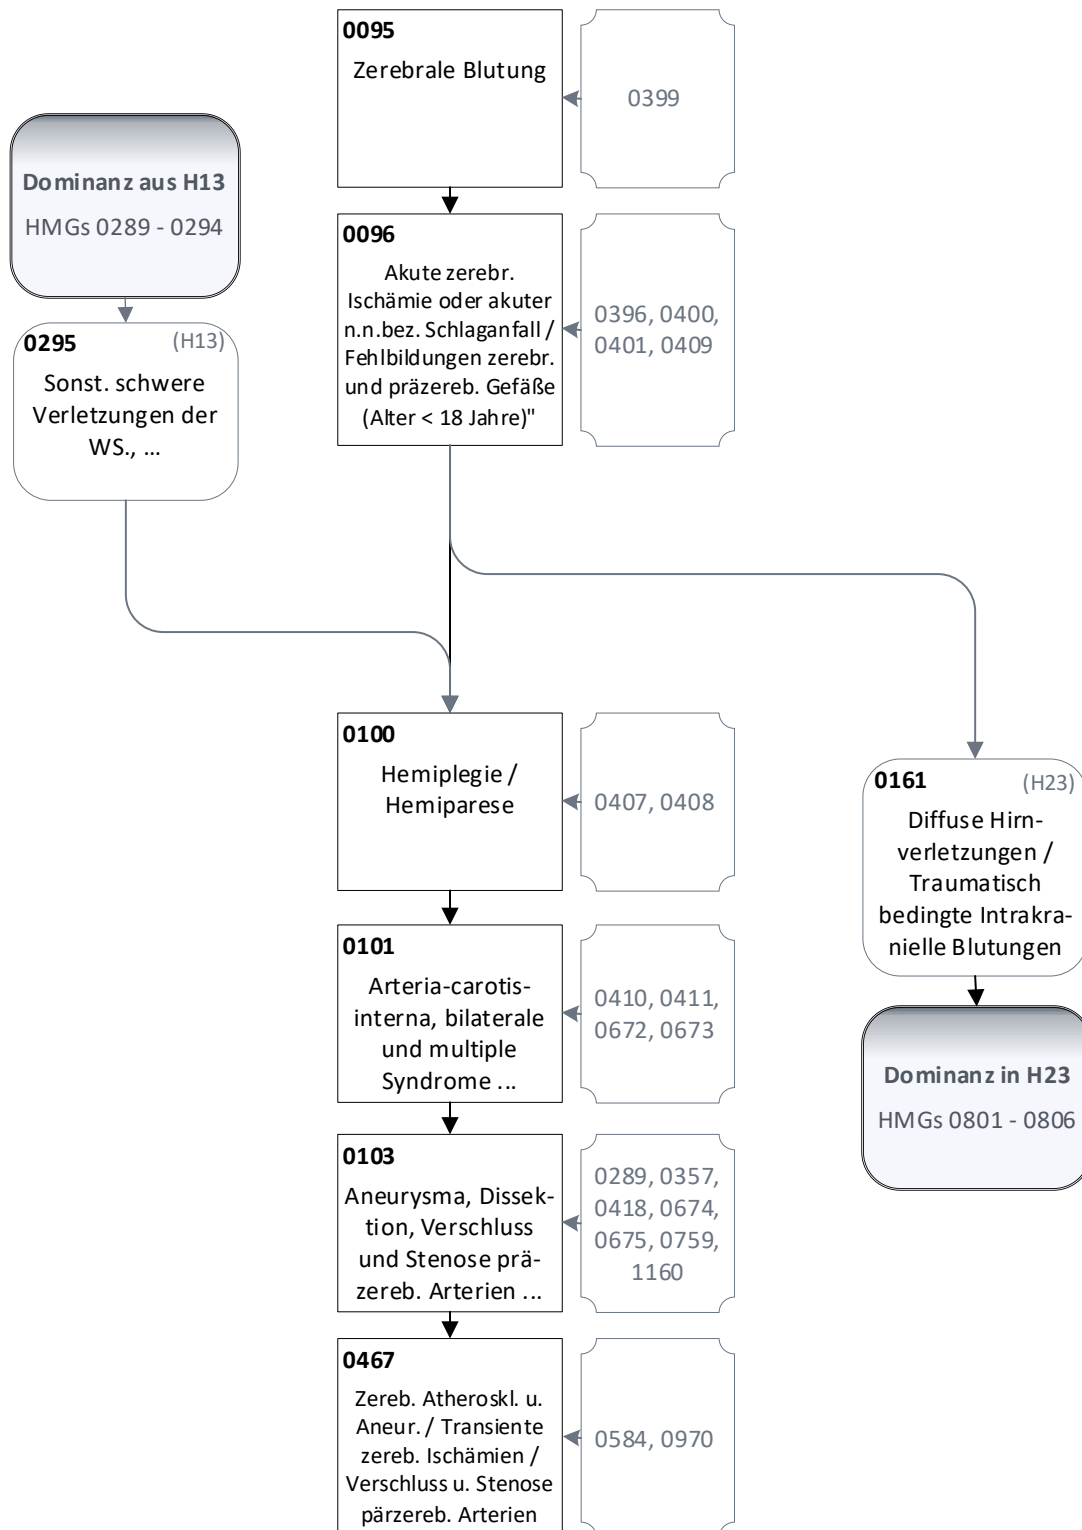 0095
Zerebrale Blutung
0399
Dominanz aus H13
HMGs 0289 - 0294
0096
Akute zerebr.
Ischämie oder akuter
n.n.bez. Schlaganfall /
Fehlbildungen zerebr.
und präzereb. Gefäße
(Alter < 18 Jahre)"
0396, 0400,
0401, 0409
0295 (H13)
Sonst. schwere
Verletzungen der
WS., ...
0100
Hemiplegie /
Hemiparese
0407, 0408
0161 (H23)
Diffuse Hirn-
verletzungen /
Traumatisch
bedingte Intrakra-
nielle Blutungen
0101
Arteria-carotis-
interna, bilaterale
und multiple
Syndrome ...
0410, 0411,
0672, 0673
Dominanz in H23
HMGs 0801 - 0806
0103
Aneurysma, Dissek-
tion, Verschluss
und Stenose prä-
zereb. Arterien ...
0289, 0357,
0418, 0674,
0675, 0759,
1160
0467
Zereb. Atheroskl. u.
Aneur. / Transiente
zereb. Ischämien /
Verschluss u. Stenose
pärzereb. Arterien
0584, 0970